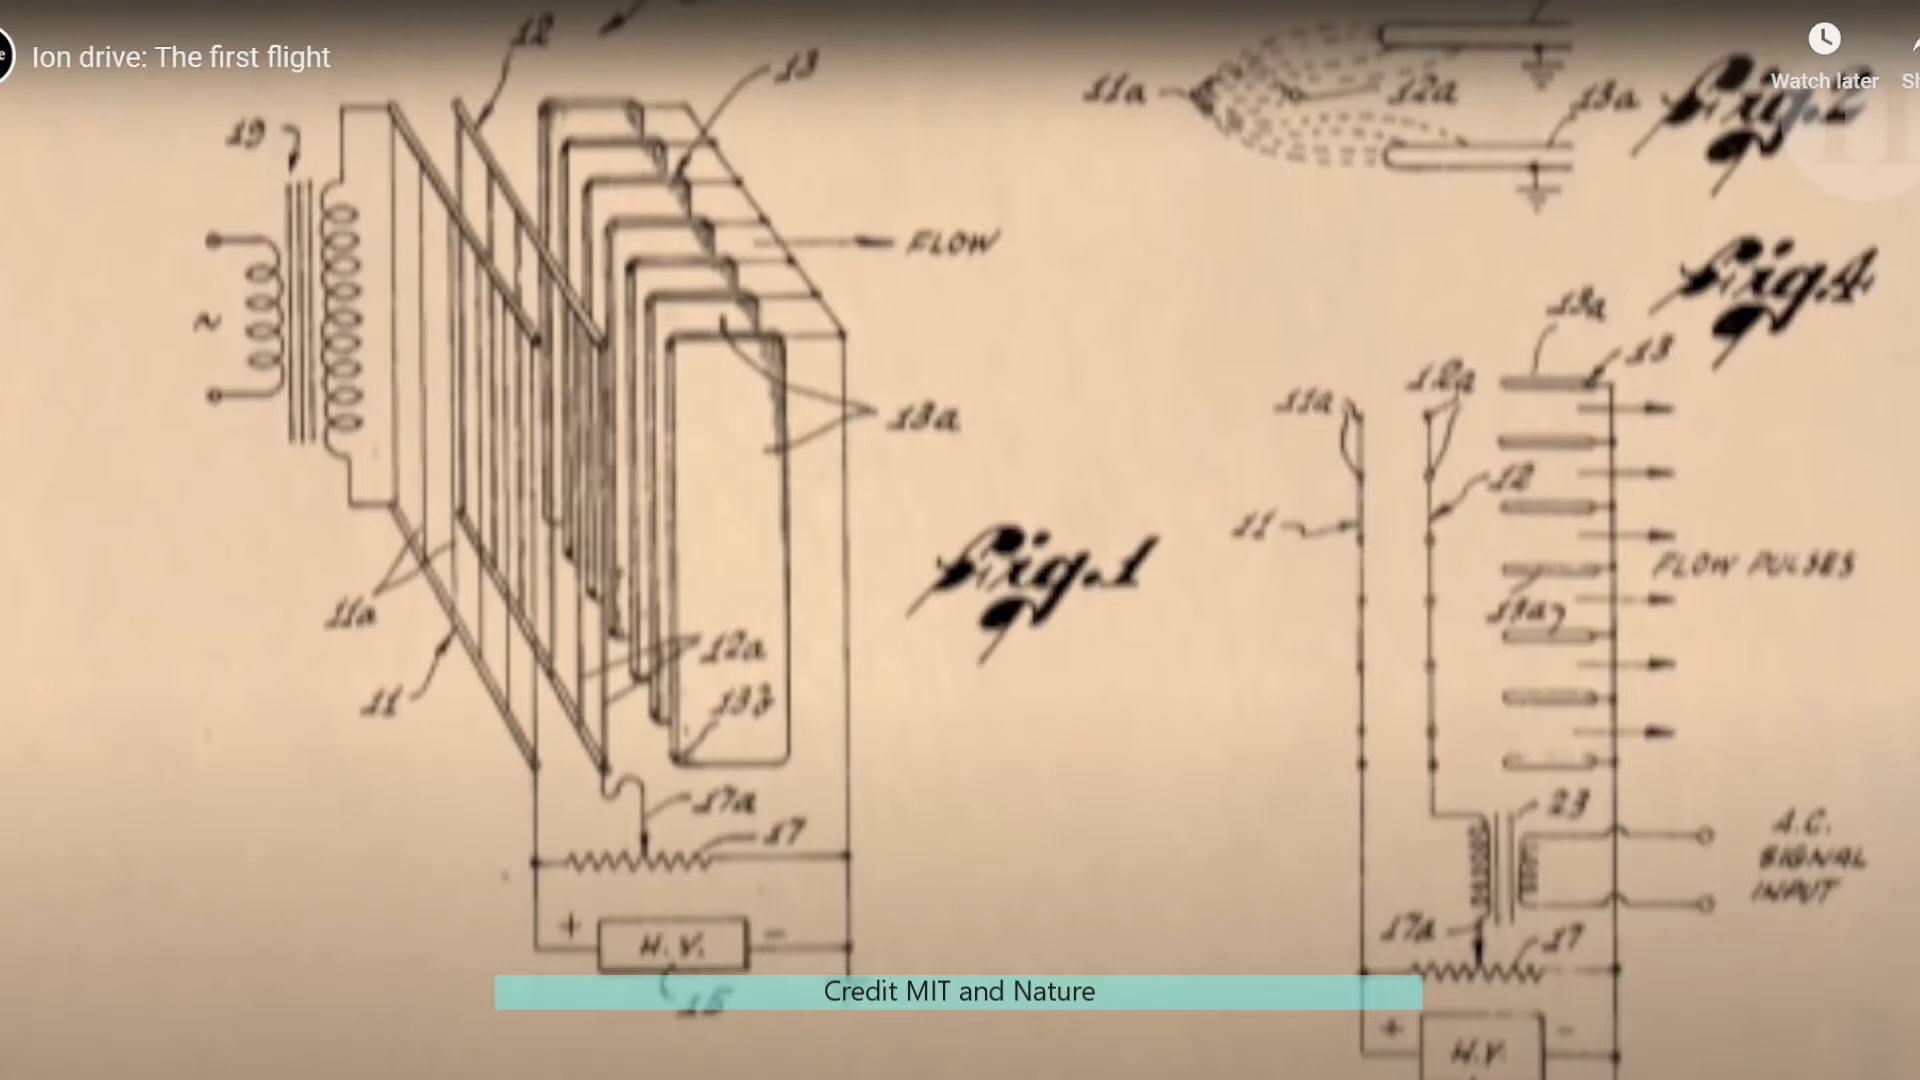 Ion drive: The first flight
Watch later
12
13
19
FLOW
13a
11a
12a
11
13b
17a
17
+ H.V. -
15
Fig.1
11a
12a
13a
Fig.2
Fig.4
13a
13
11a
12a
12
11
FLOW PULSES
13a
23
A.C.
SIGNAL
INPUT
17a
17
+ H.V. -
Credit MIT and Nature